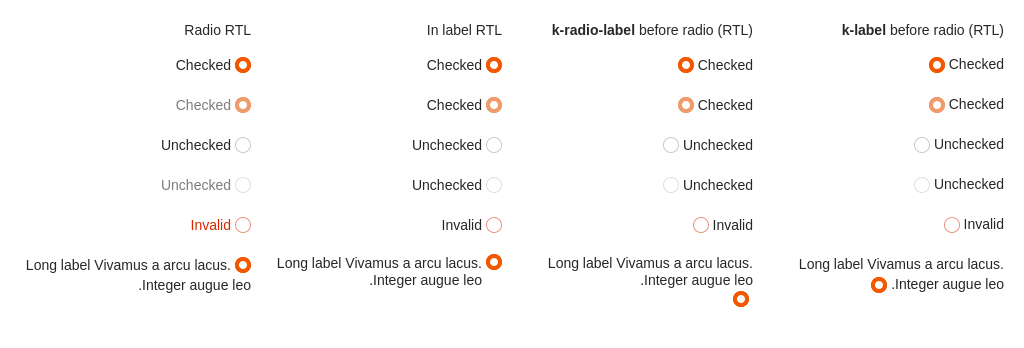 Radio RTL
Checked
Checked
Unchecked
Unchecked
Invalid
Long label Vivamus a arcu lacus.
.Integer augue leo
In label RTL
Checked
Checked
Unchecked
Unchecked
Invalid
Long label Vivamus a arcu lacus.
.Integer augue leo
k-radio-label before radio (RTL)
Checked
Checked
Unchecked
Unchecked
Invalid
Long label Vivamus a arcu lacus.
.Integer augue leo
k-label before radio (RTL)
Checked
Checked
Unchecked
Unchecked
Invalid
Long label Vivamus a arcu lacus.
.Integer augue leo